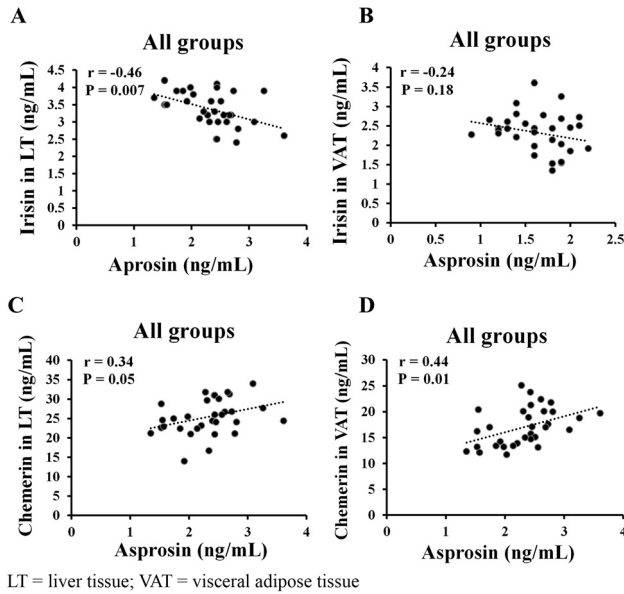 A
All groups
r = -0.46
P = 0.007
Irisin in LT (ng/mL)
4.5
4
3.5
3
2.5
2
1.5
1
0.5
0
0 1 2 3 4
Aprosin (ng/mL)
B
All groups
r = -0.24
P = 0.18
Irisin in VAT (ng/mL)
4
3.5
3
2.5
2
1.5
1
0.5
0
0 0.5 1 1.5 2 2.5
Asprosin (ng/mL)
C
All groups
r = 0.34
P = 0.05
Chemerin in LT (ng/mL)
40
35
30
25
20
15
10
5
0
0 1 2 3 4
Asprosin (ng/mL)
D
All groups
r = 0.44
P = 0.01
Chemerin in VAT (ng/mL)
30
25
20
15
10
5
0
0 1 2 3 4
Asprosin (ng/mL)
LT = liver tissue; VAT = visceral adipose tissue